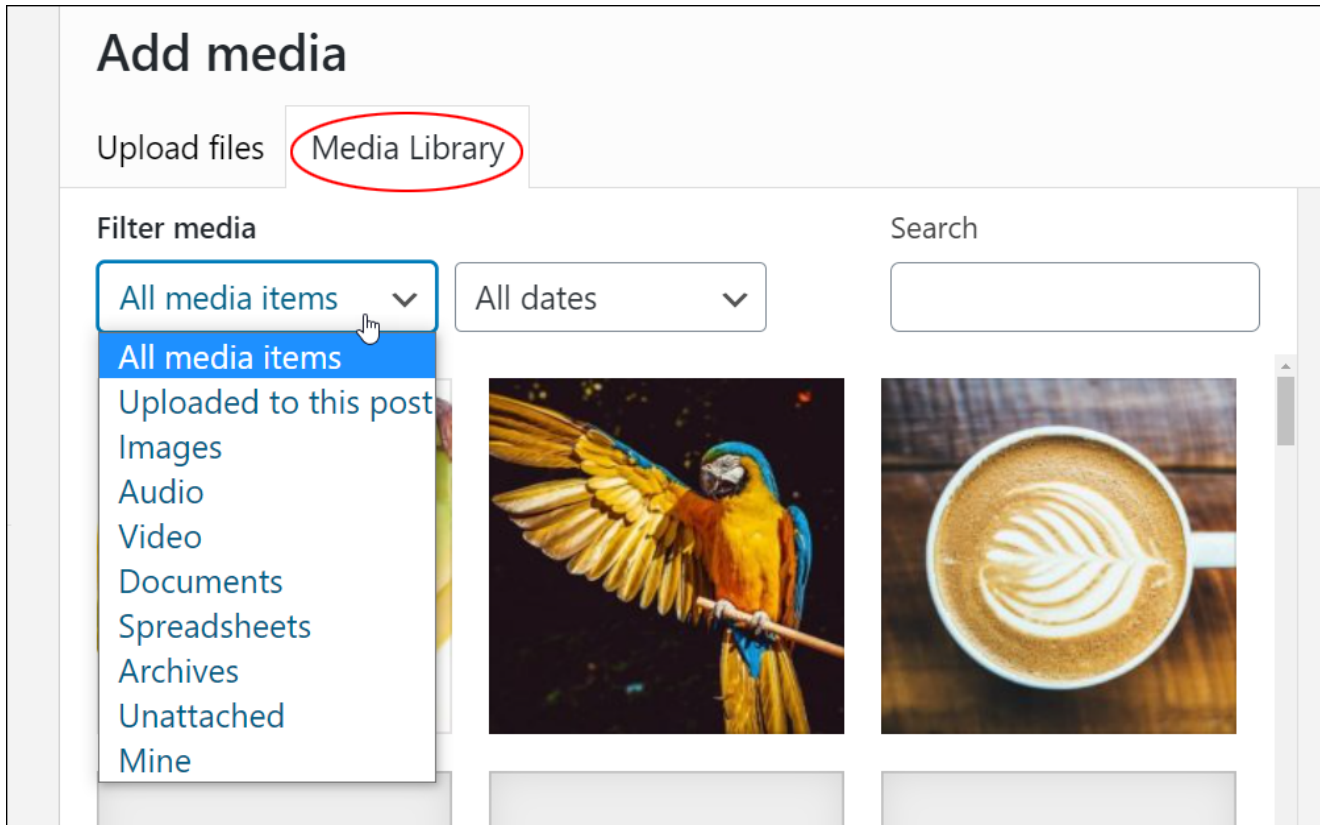 Add media
Upload files
Media Library
Filter media
Search
All media items
All dates
All media items
Uploaded to this post
Images
Audio
Video
Documents
Spreadsheets
Archives
Unattached
Mine